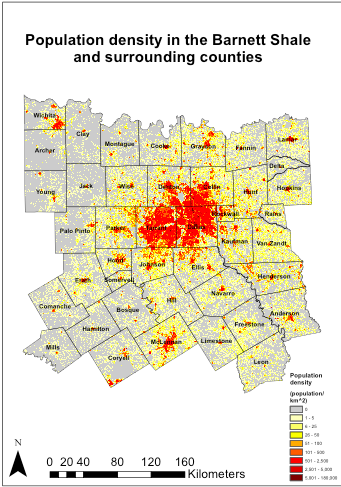 Population density in the Barnett Shale
and surrounding counties
Wichita
Clay
Montague
Cooke
Grayson
Fannin
Lamar
Archer
Delta
Young
Jack
Wise
Denton
Collin
Hunt
Hopkins
Rockwall
Rains
Palo Pinto
Parker
Tarrant
Dallas
Kaufman
Van Zandt
Hood
Johnson
Ellis
Henderson
Erath
Somervell
Navarro
Comanche
Bosque
Hill
Anderson
Freestone
Hamilton
Mills
Coryell
McLennan
Limestone
Leon
Population
density
(population/
km^2)
0
1 - 5
6 - 25
26 - 50
51 - 100
101 - 500
501 - 2,500
2,501 - 5,000
5,001 - 180,000
N
0 20 40 80 120 160
Kilometers